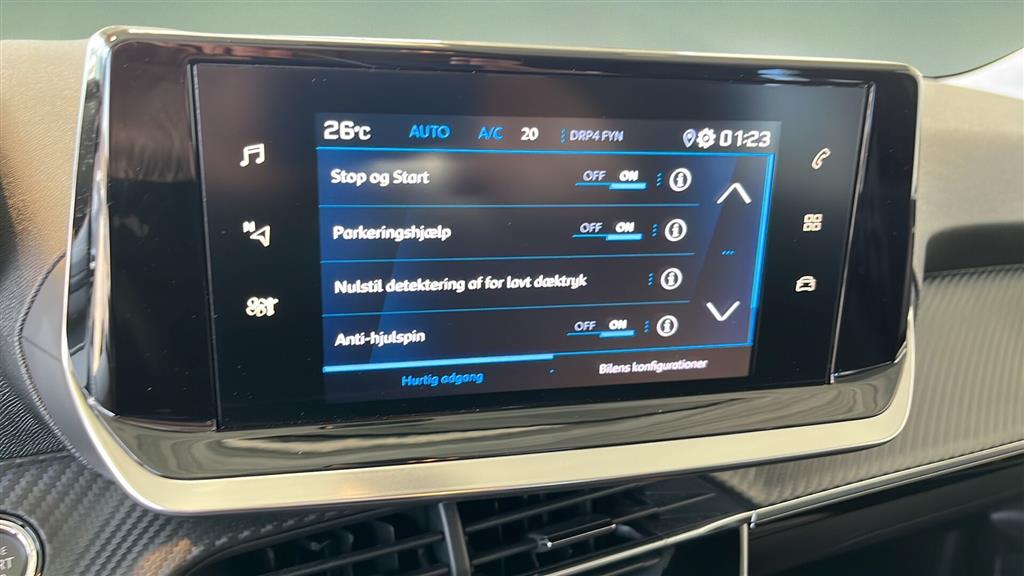 26°C AUTO A/C 20 DRP4 FYN 01:23
Stop og Start OFF ON
Parkeringshjælp OFF ON
Nulstil detektering af for lavt dæktryk
Anti-hjulspin OFF ON
Hurtig adgang Bilens konfigurationer
N